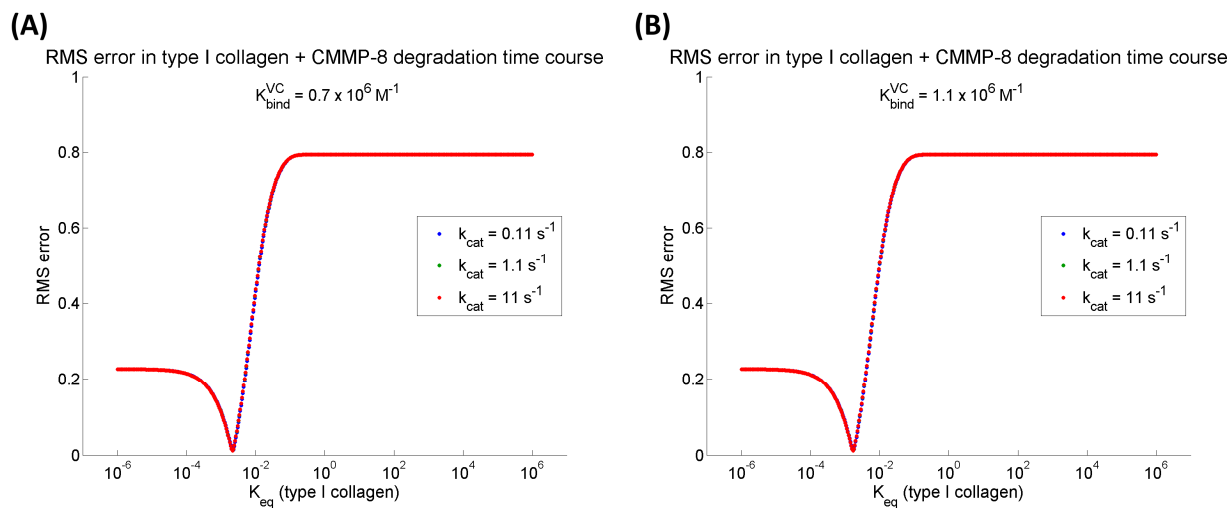 (A)
RMS error in type I collagen + CMMP-8 degradation time course
K_bind^VC = 0.7 x 10^6 M^-1
1
0.8
0.6
0.4
0.2
0
RMS error
k_cat = 0.11 s^-1
k_cat = 1.1 s^-1
k_cat = 11 s^-1
10^-6 10^-4 10^-2 10^0 10^2 10^4 10^6
K_eq (type I collagen)
(B)
RMS error in type I collagen + CMMP-8 degradation time course
K_bind^VC = 1.1 x 10^6 M^-1
1
0.8
0.6
0.4
0.2
0
RMS error
k_cat = 0.11 s^-1
k_cat = 1.1 s^-1
k_cat = 11 s^-1
10^-6 10^-4 10^-2 10^0 10^2 10^4 10^6
K_eq (type I collagen)